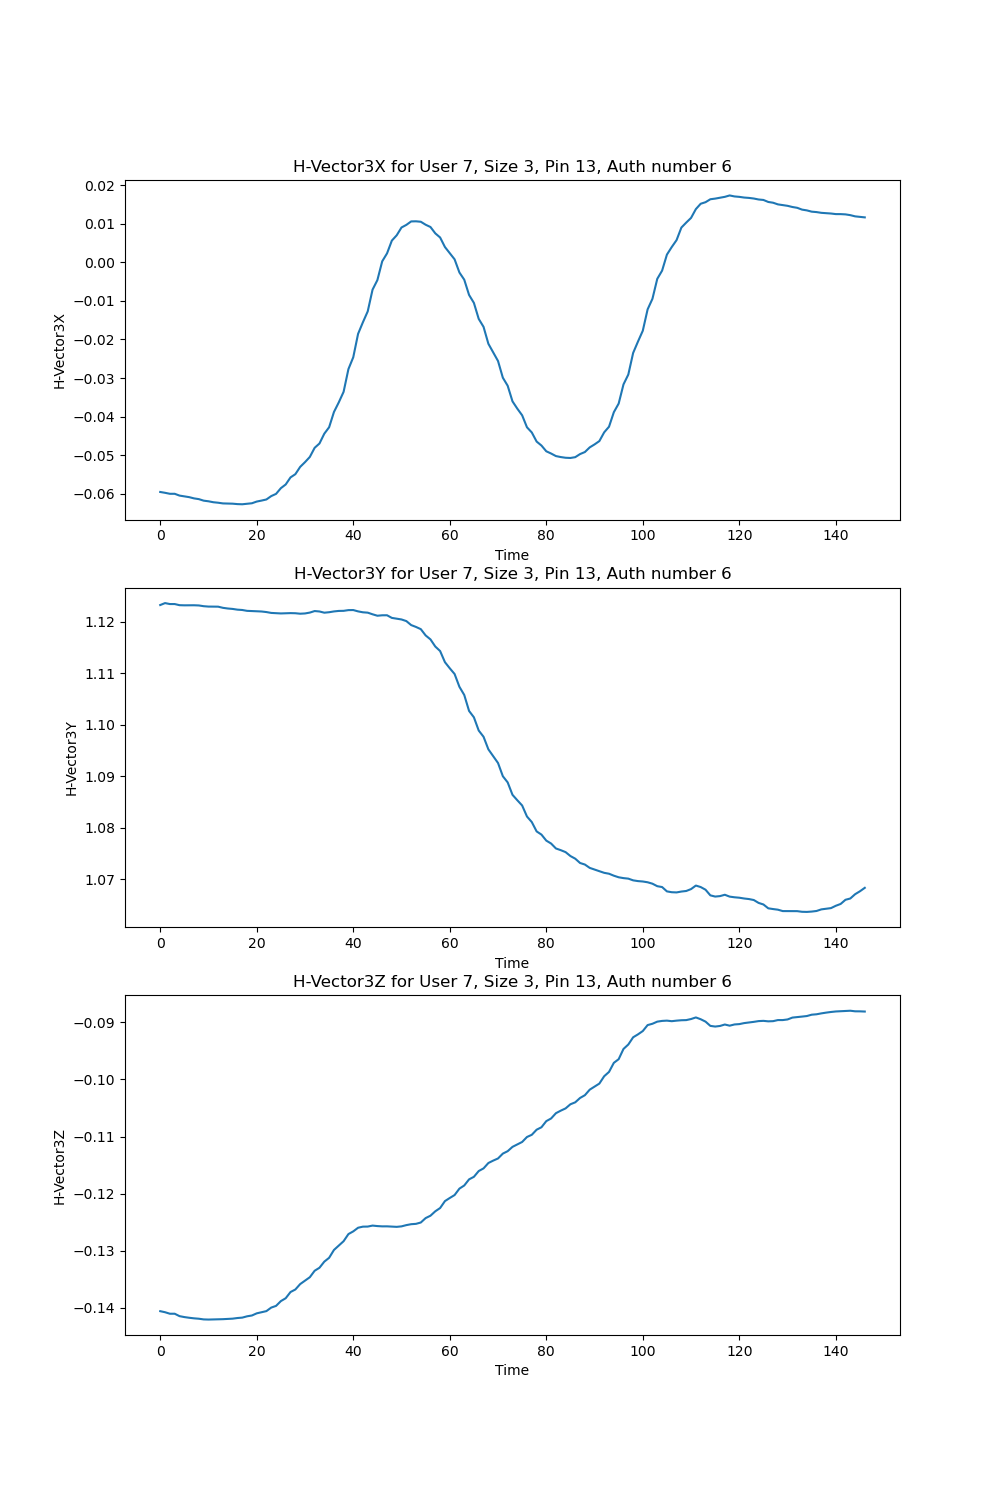 H-Vector3X for User 7, Size 3, Pin 13, Auth number 6
0.02
0.01
0.00
−0.01
−0.02
−0.03
−0.04
−0.05
−0.06
H-Vector3X
0 20 40 60 80 100 120 140
Time
H-Vector3Y for User 7, Size 3, Pin 13, Auth number 6
1.12
1.11
1.10
1.09
1.08
1.07
H-Vector3Y
0 20 40 60 80 100 120 140
Time
H-Vector3Z for User 7, Size 3, Pin 13, Auth number 6
−0.09
−0.10
−0.11
−0.12
−0.13
−0.14
H-Vector3Z
0 20 40 60 80 100 120 140
Time